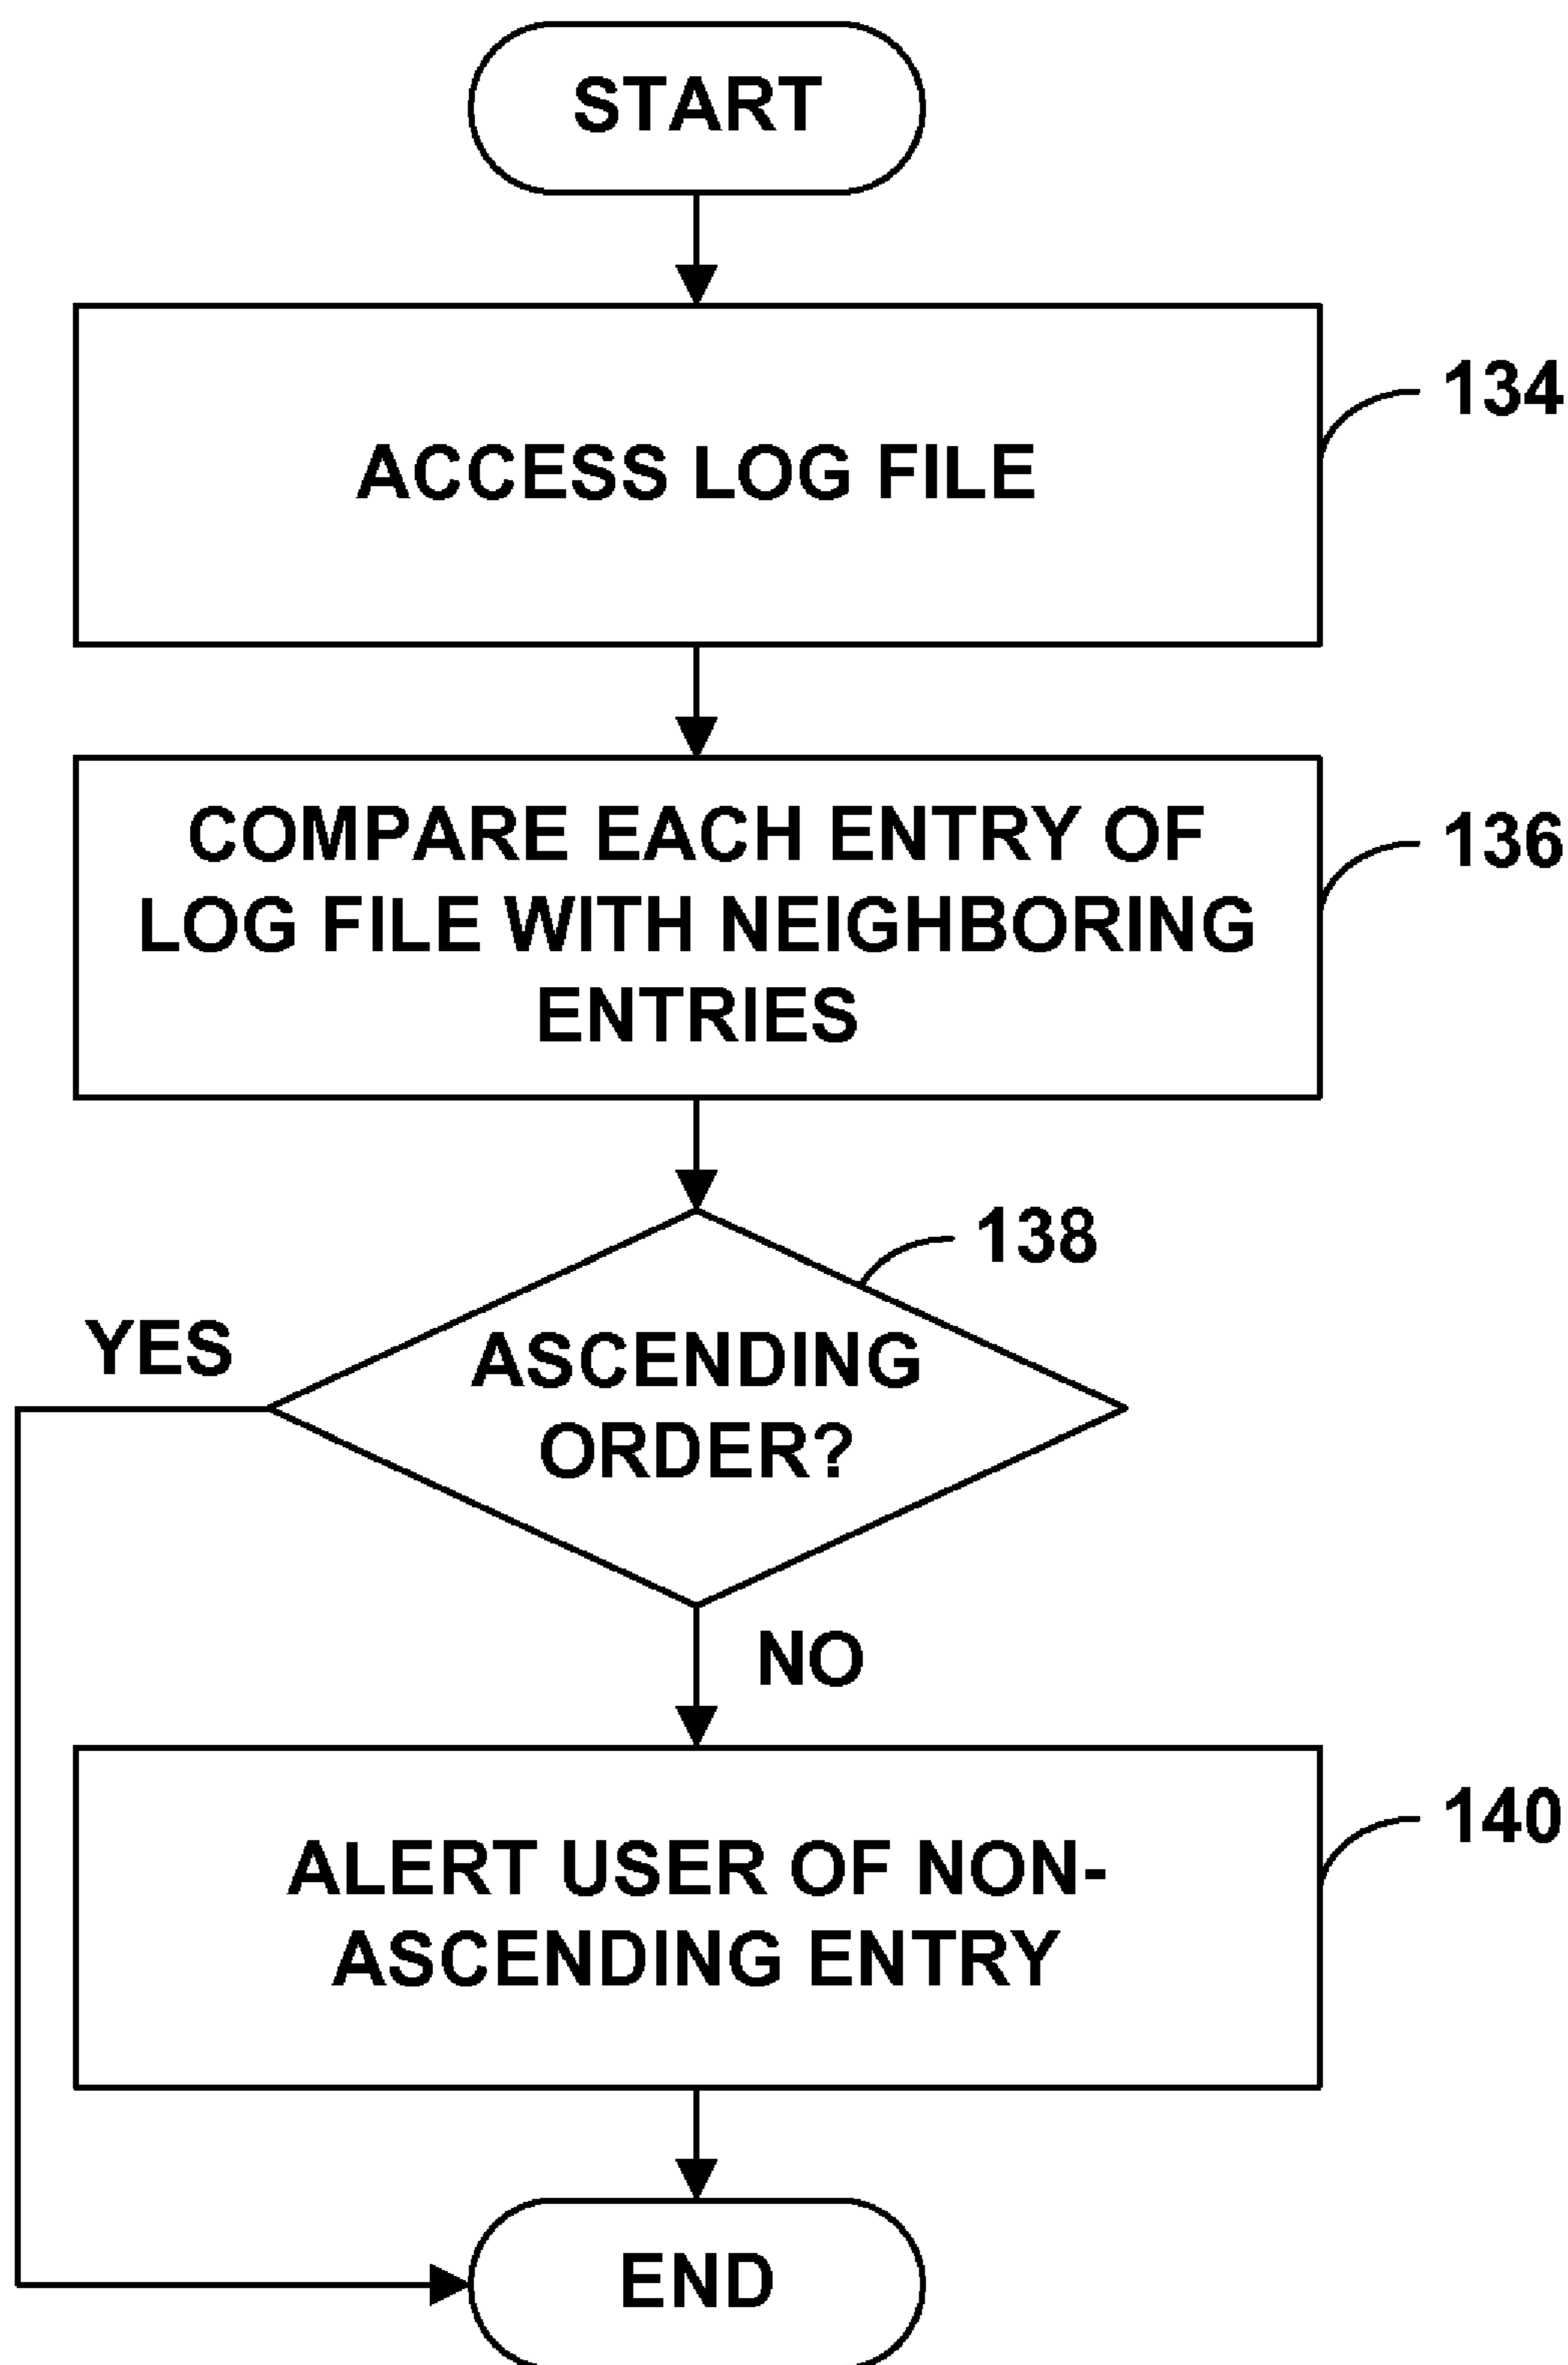 START
ACCESS LOG FILE
134
COMPARE EACH ENTRY OF
LOG FILE WITH NEIGHBORING
ENTRIES
136
138
ASCENDING
ORDER?
YES
NO
ALERT USER OF NON-
ASCENDING ENTRY
140
END